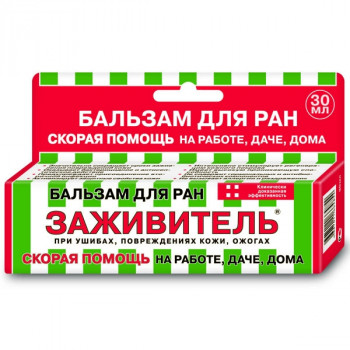 30 МЛ
БАЛЬЗАМ ДЛЯ РАН
СКОРАЯ ПОМОЩЬ НА РАБОТЕ, ДАЧЕ, ДОМА
БАЛЬЗАМ ДЛЯ РАН
Клинически доказанная эффективность
ЗАЖИВИТЕЛЬ®
ПРИ УШИБАХ, ПОВРЕЖДЕНИЯХ КОЖИ, ОЖОГАХ
СКОРАЯ ПОМОЩЬ НА РАБОТЕ, ДАЧЕ, ДОМА